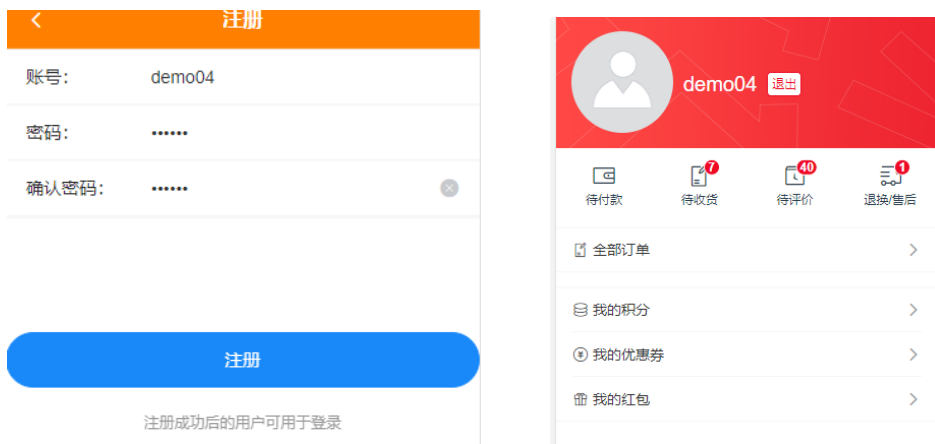 注册
账号：
demo04
密码：
••••••
确认密码：
••••••
注册
注册成功后的用户可用于登录
demo04
退出
7
40
1
待付款
待收货
待评价
退换/售后
全部订单
我的积分
我的优惠券
我的红包